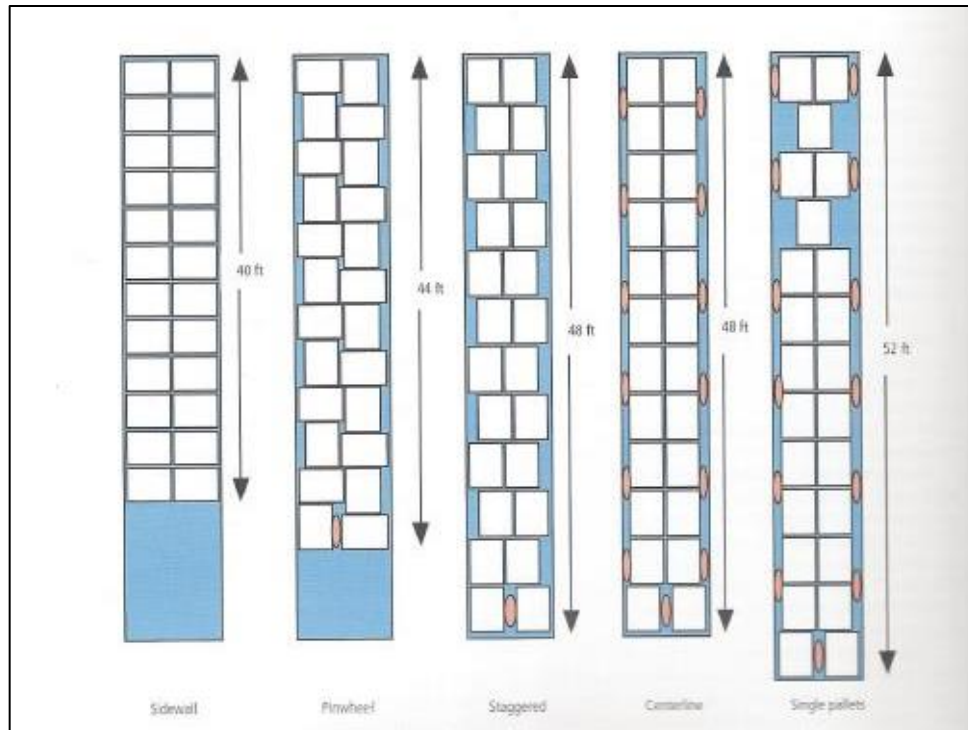 40 ft
44 ft
48 ft
48 ft
52 ft
Sidewall
Pinwheel
Staggered
Centerline
Single pallets